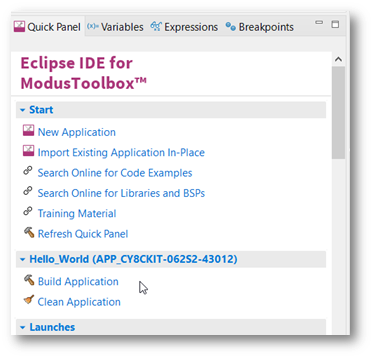 Quick Panel (x)= Variables Expressions Breakpoints
Eclipse IDE for
ModusToolbox™
Start
New Application
Import Existing Application In-Place
Search Online for Code Examples
Search Online for Libraries and BSPs
Training Material
Refresh Quick Panel
Hello_World (APP_CY8CKIT-062S2-43012)
Build Application
Clean Application
Launches